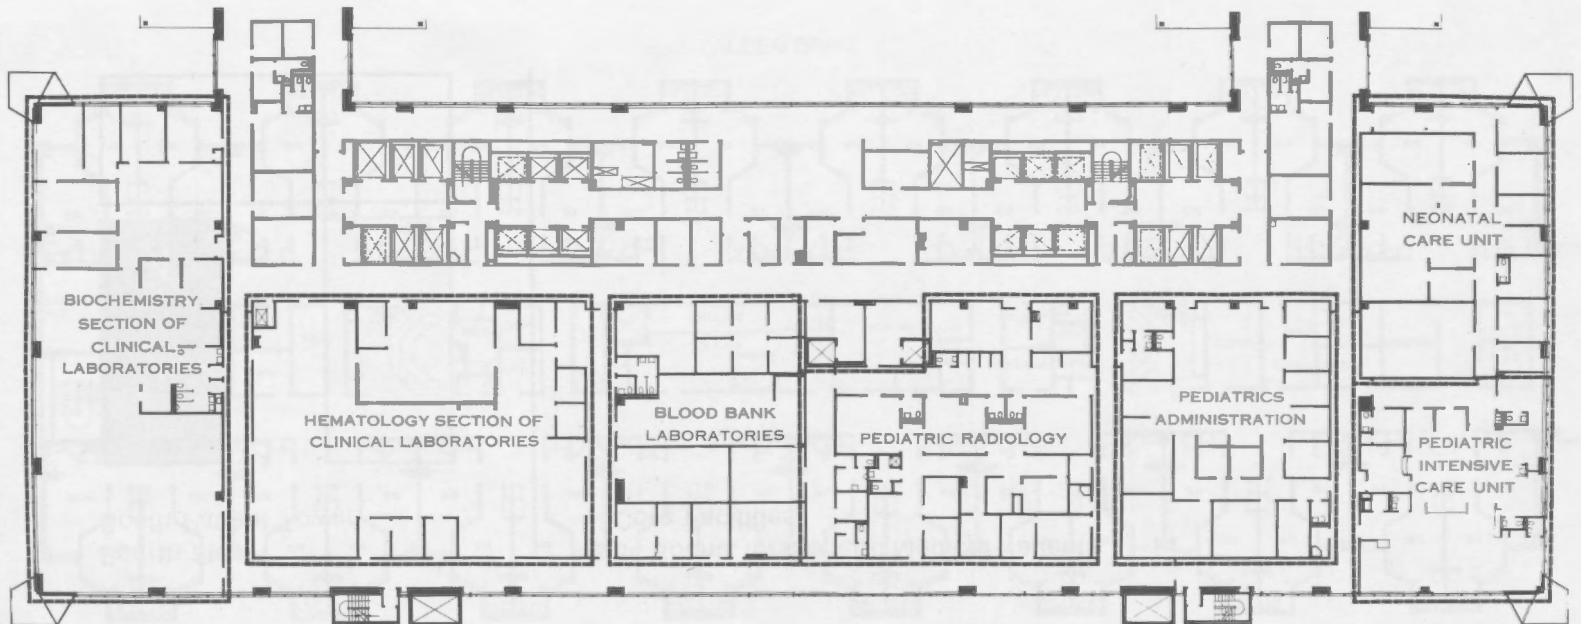 BIOCHEMISTRY
SECTION OF
CLINICAL
LABORATORIES
HEMATOLOGY SECTION OF
CLINICAL LABORATORIES
BLOOD BANK
LABORATORIES
PEDIATRIC RADIOLOGY
PEDIATRICS
ADMINISTRATION
NEONATAL
CARE UNIT
PEDIATRIC
INTENSIVE
CARE UNIT